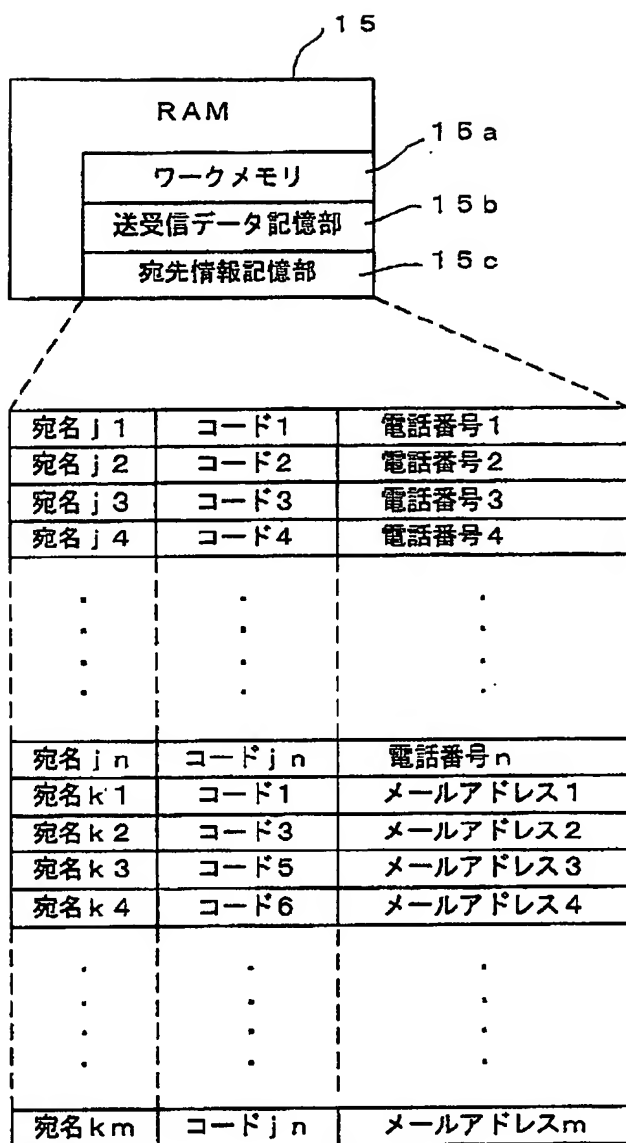 15
RAM
15a
ワークメモリ
15b
送受信データ記憶部
15c
宛先情報記憶部
宛名j1 コード1 電話番号1
宛名j2 コード2 電話番号2
宛名j3 コード3 電話番号3
宛名j4 コード4 電話番号4
宛名jn コードjn 電話番号n
宛名k1 コード1 メールアドレス1
宛名k2 コード3 メールアドレス2
宛名k3 コード5 メールアドレス3
宛名k4 コード6 メールアドレス4
宛名km コードjn メールアドレスm